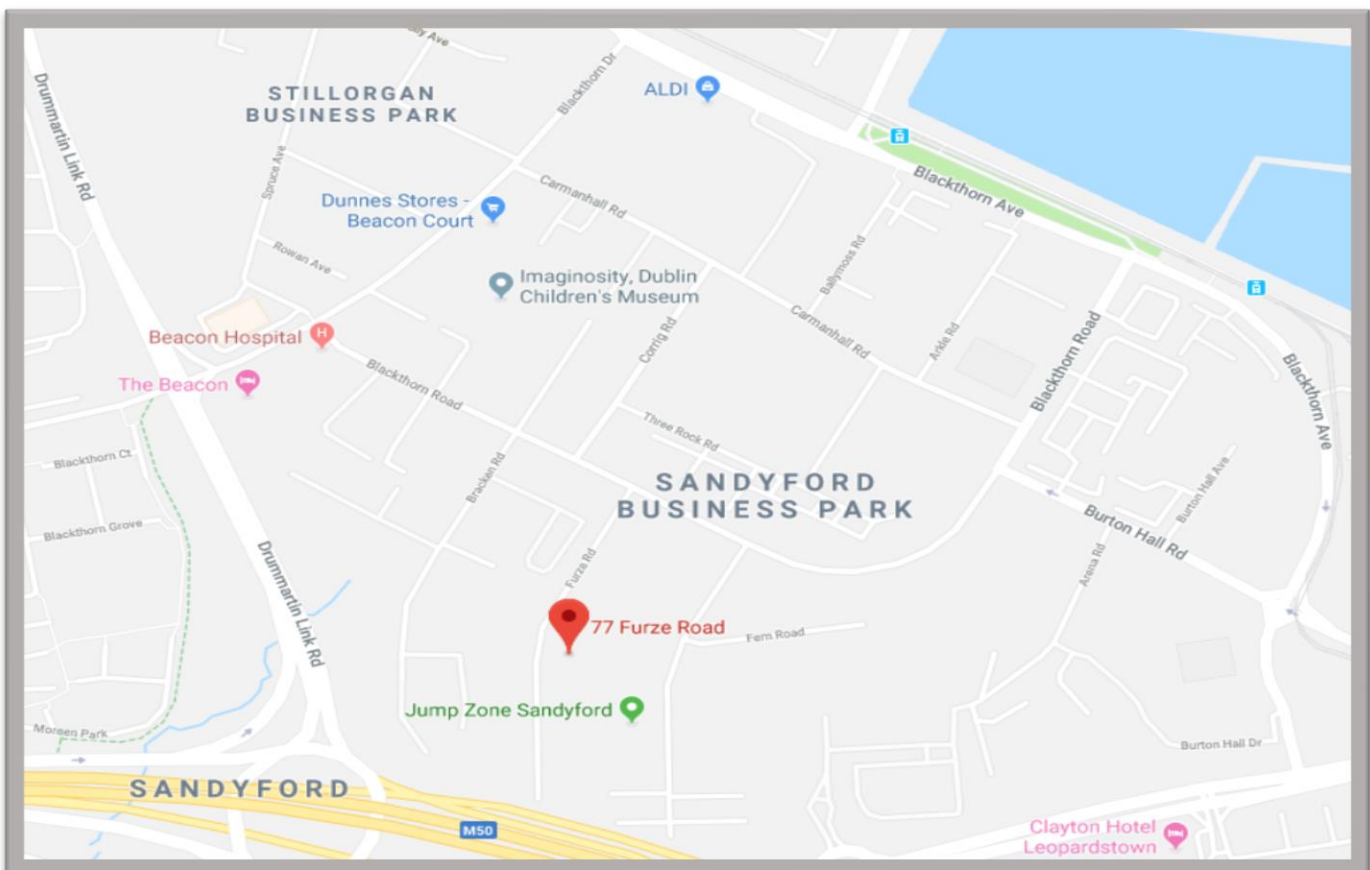 Drummartin Link Rd
STILLORGAN
BUSINESS PARK
Blackthorn Dr
ALDI
Spruce Ave
Dunnes Stores -
Beacon Court
Carmanhall Rd
Blackthorn Ave
Rowan Ave
Imaginosity, Dublin
Children's Museum
Ballymoss Rd
Beacon Hospital
H
Corrig Rd
Carmanhall Rd
Arkle Rd
Blackthorn Road
Blackthorn Ave
The Beacon
Blackthorn Road
Three Rock Rd
Blackthorn Ct
Bracken Rd
SANDYFORD
BUSINESS PARK
Burton Hall Ave
Blackthorn Grove
Burton Hall Rd
Drummartin Link Rd
Furze Rd
Arena Rd
77 Furze Road
Fern Road
Jump Zone Sandyford
Moreen Park
Burton Hall Dr
SANDYFORD
M50
Clayton Hotel
Leopardstown